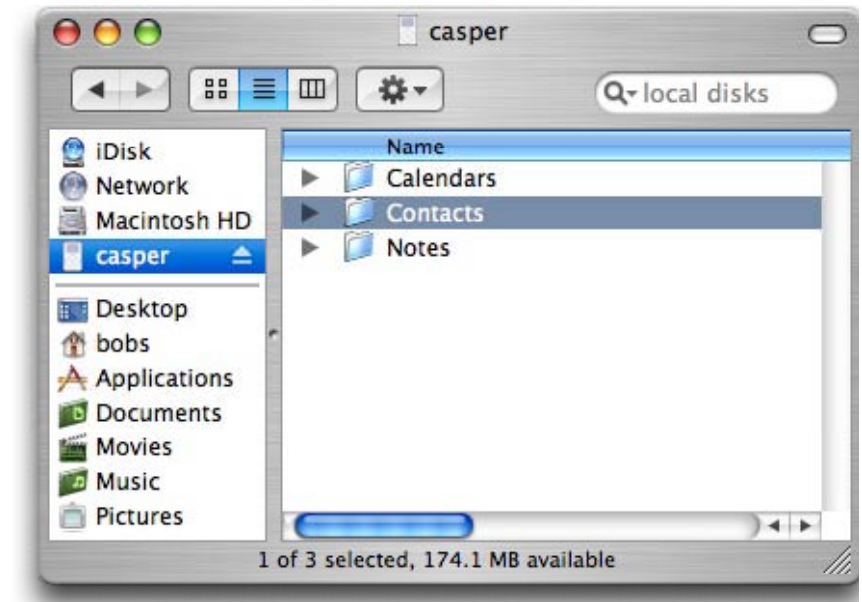 casper
local disks
iDisk
Network
Macintosh HD
casper
Desktop
bobs
Applications
Documents
Movies
Music
Pictures
Name
Calendars
Contacts
Notes
1 of 3 selected, 174.1 MB available